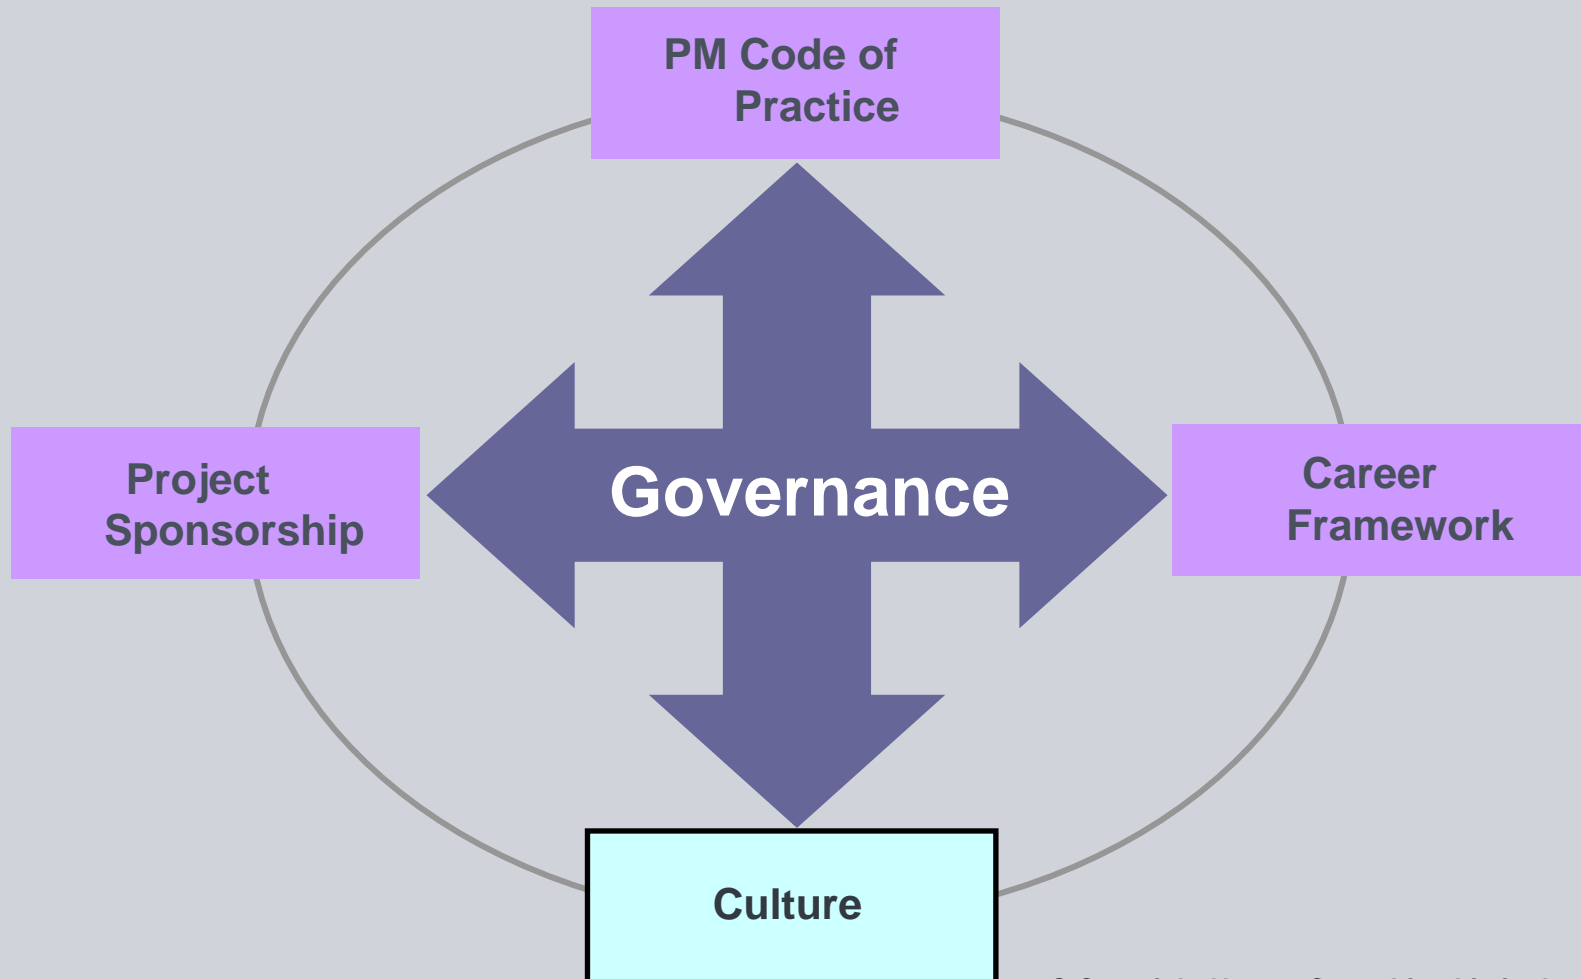 PM Code of
Practice
Project
Sponsorship
Governance
Career
Framework
Culture